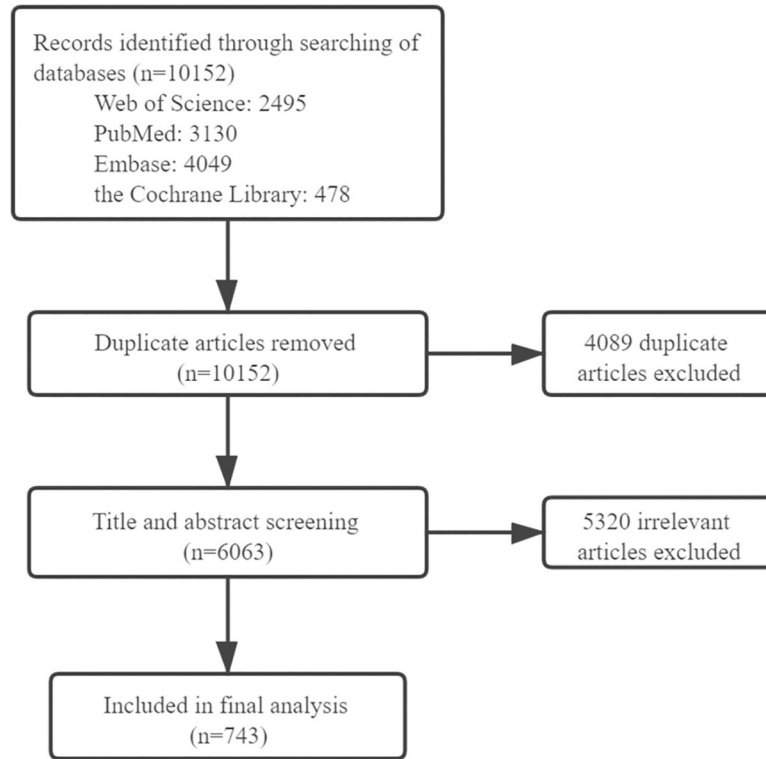 Records identified through searching of
databases (n=10152)
Web of Science: 2495
PubMed: 3130
Embase: 4049
the Cochrane Library: 478
Duplicate articles removed
(n=10152)
4089 duplicate
articles excluded
Title and abstract screening
(n=6063)
5320 irrelevant
articles excluded
Included in final analysis
(n=743)